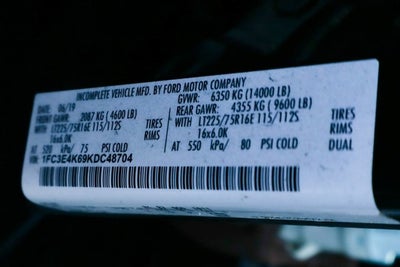 INCOMPLETE VEHICLE MFD. BY FORD MOTOR COMPANY
DATE: 06/19 GVWR: 6350 KG (14000 LB)
FRONT GAWR: 2087 KG (4600 LB) REAR GAWR: 4355 KG (9600 LB)
WITH LT225/75R16E 115/112S TIRES WITH LT225/75R16E 115/112S TIRES
16x6.0K RIMS 16x6.0K RIMS
AT 520 kPa/ 75 PSI COLD AT 550 kPa/ 80 PSI COLD DUAL
VIN: 1FC3E4K69KDC48704